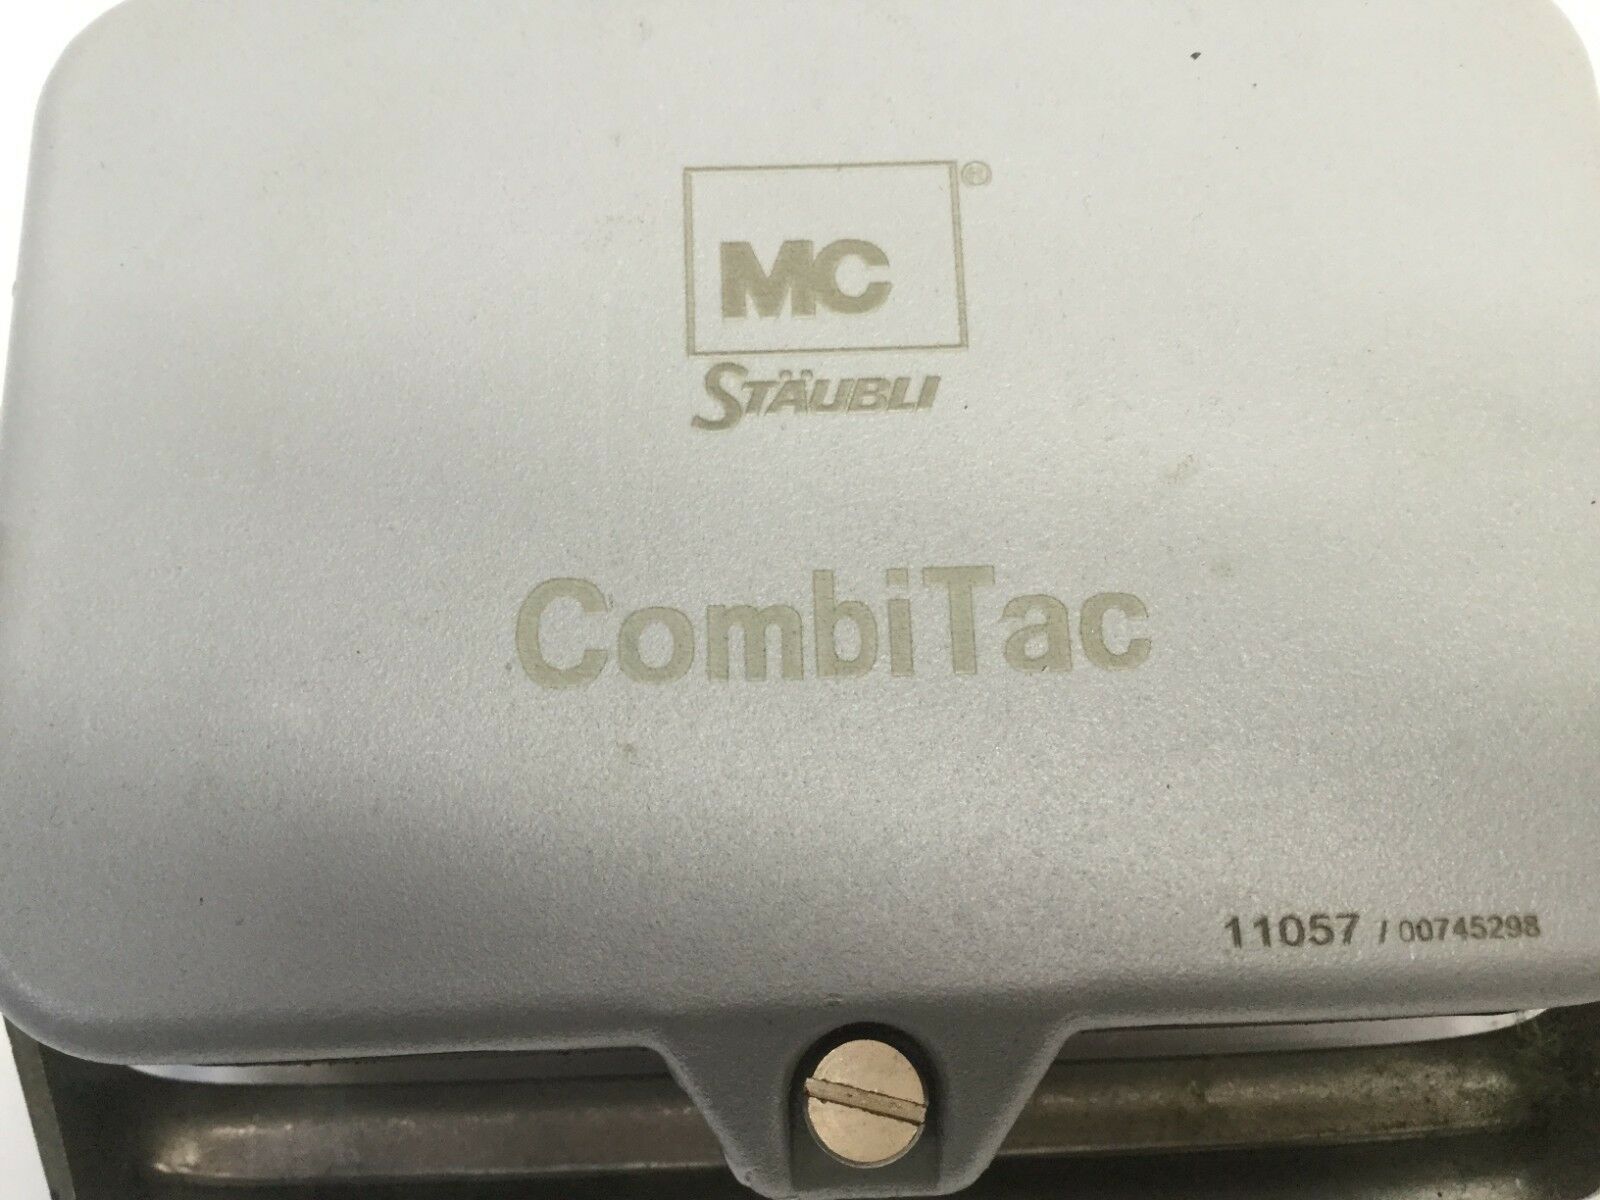 MC®
STÄUBLI
CombiTac
11057 / 00745298